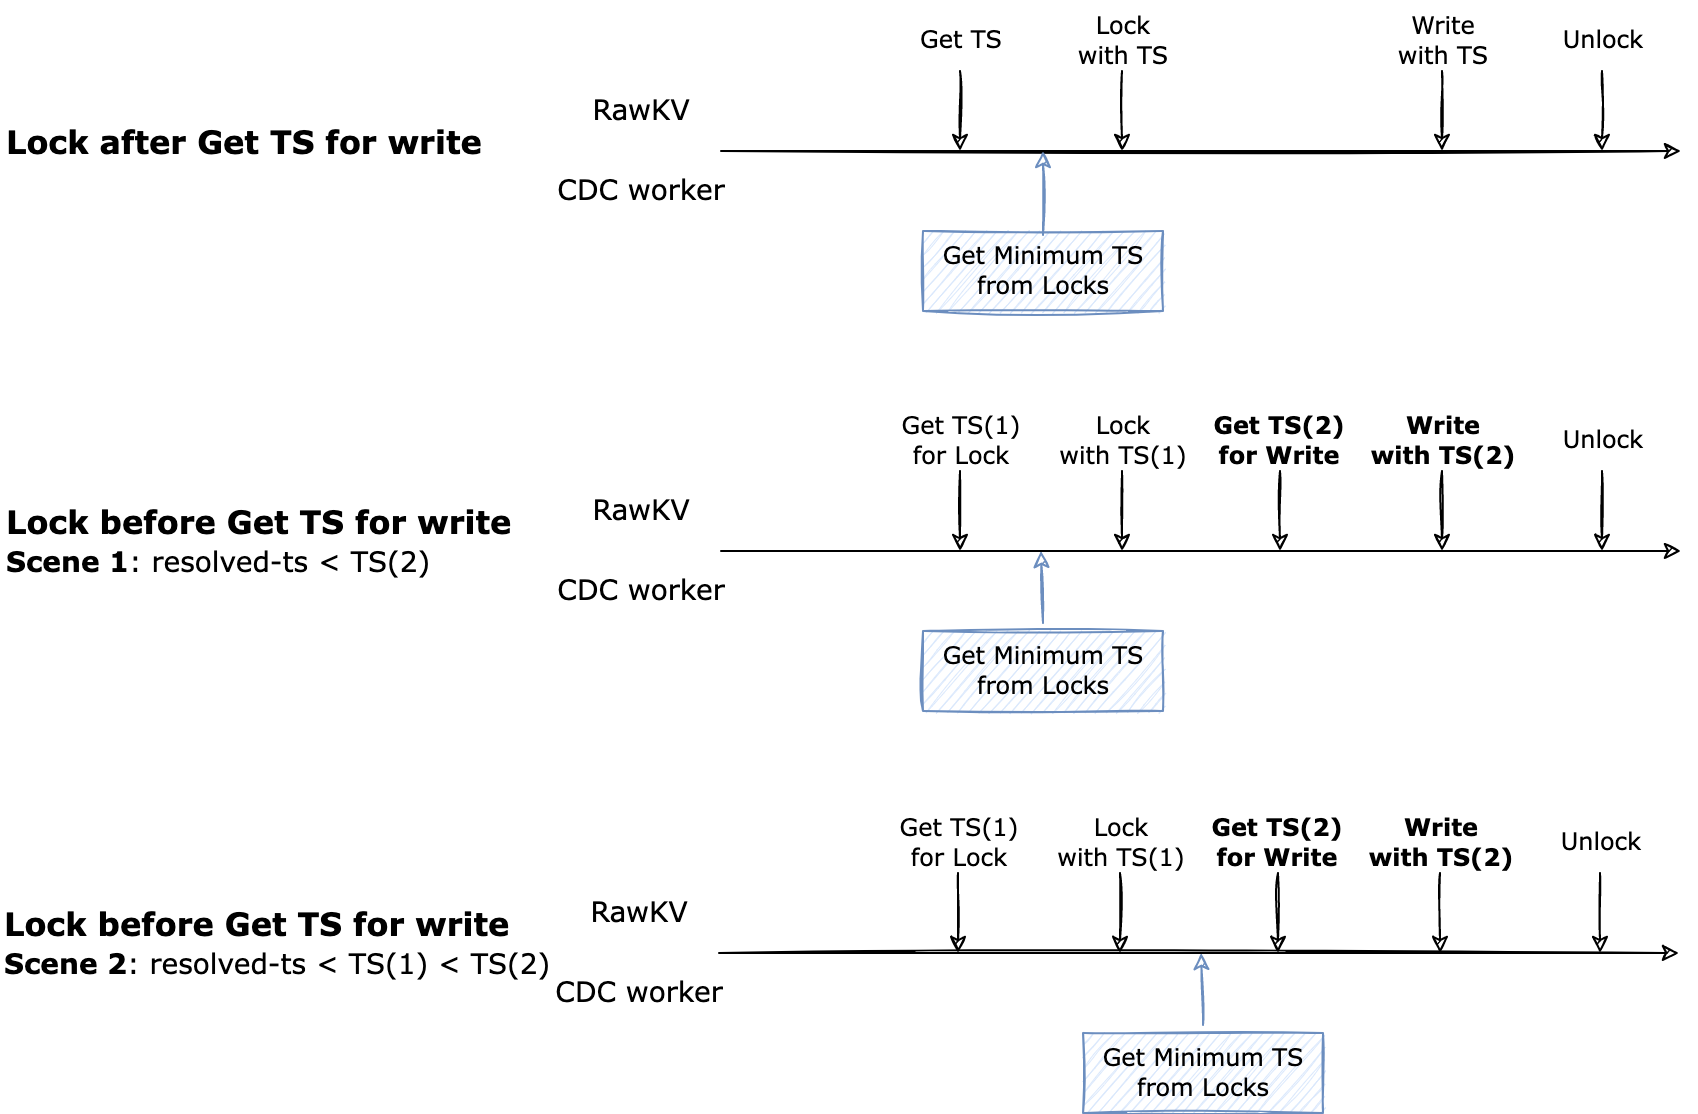 Get TS
Lock
with TS
Write
with TS
Unlock
RawKV
Lock after Get TS for write
CDC worker
Get Minimum TS
from Locks
Get TS(1)
for Lock
Lock
with TS(1)
Get TS(2)
for Write
Write
with TS(2)
Unlock
RawKV
Lock before Get TS for write
Scene 1: resolved-ts < TS(2)
CDC worker
Get Minimum TS
from Locks
Get TS(1)
for Lock
Lock
with TS(1)
Get TS(2)
for Write
Write
with TS(2)
Unlock
RawKV
Lock before Get TS for write
Scene 2: resolved-ts < TS(1) < TS(2)
CDC worker
Get Minimum TS
from Locks